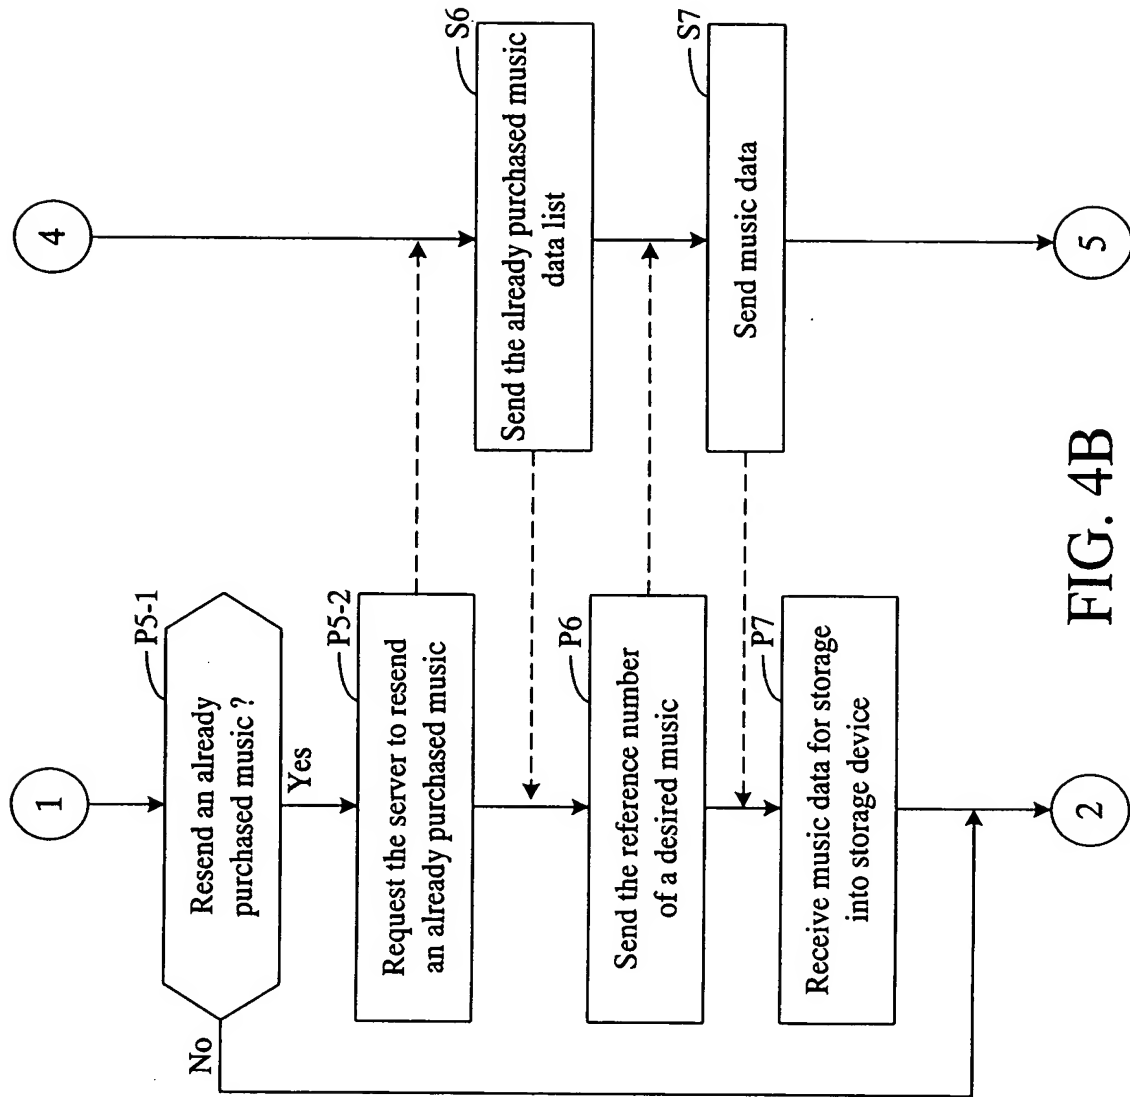 1
P5-1
Resend an already
purchased music ?
No
Yes
P5-2
Request the server to resend
an already purchased music
P6
Send the reference number
of a desired music
P7
Receive music data for storage
into storage device
2
4
S6
Send the already purchased music
data list
S7
Send music data
5
FIG. 4B